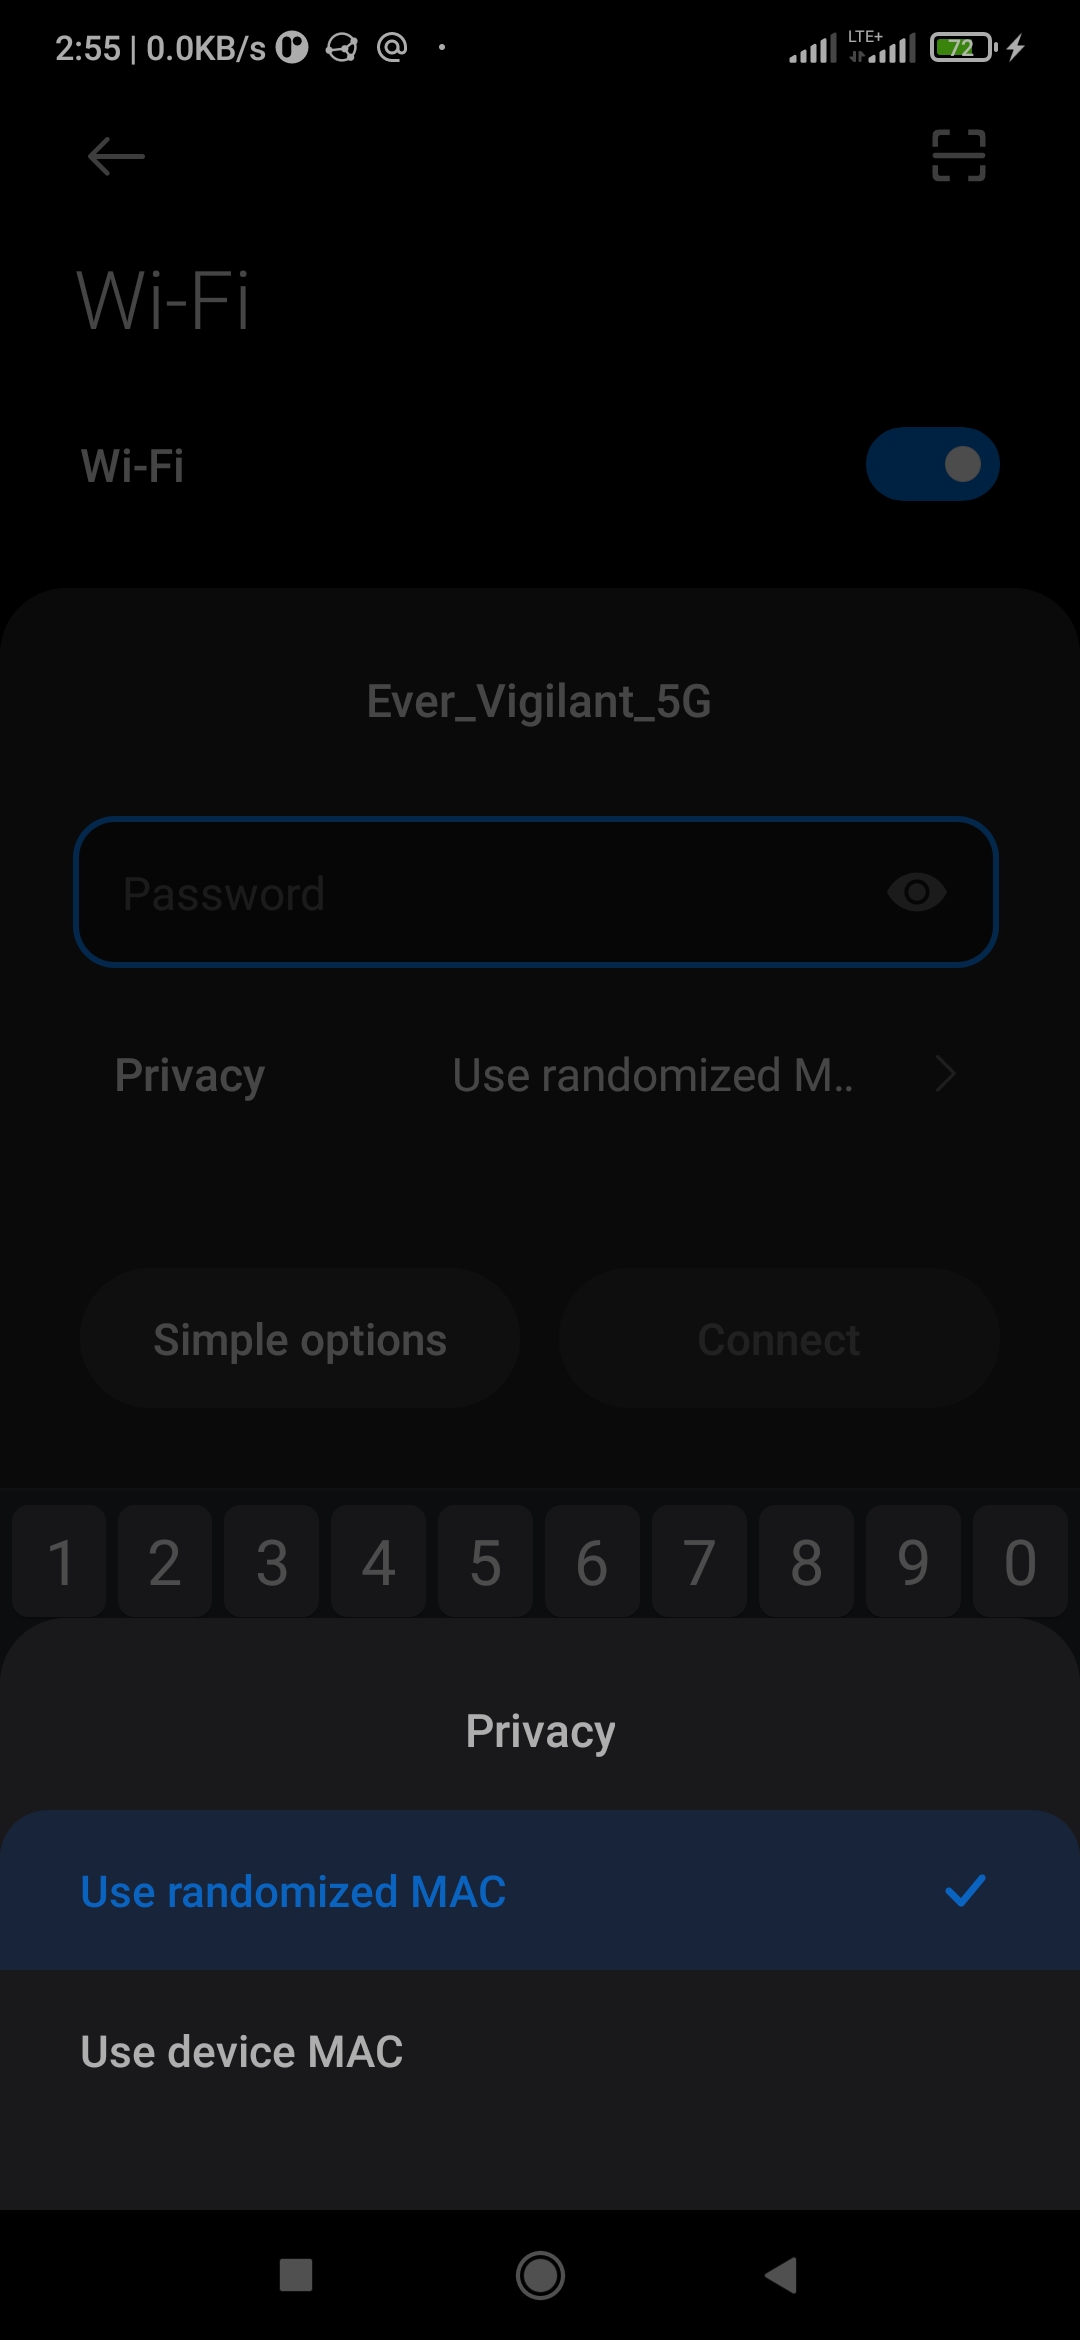 2:55 | 0.0KB/s LTE+ 72
Wi-Fi
Wi-Fi
Ever_Vigilant_5G
Password
Privacy Use randomized M..
Simple options Connect
1 2 3 4 5 6 7 8 9 0
Privacy
Use randomized MAC
Use device MAC